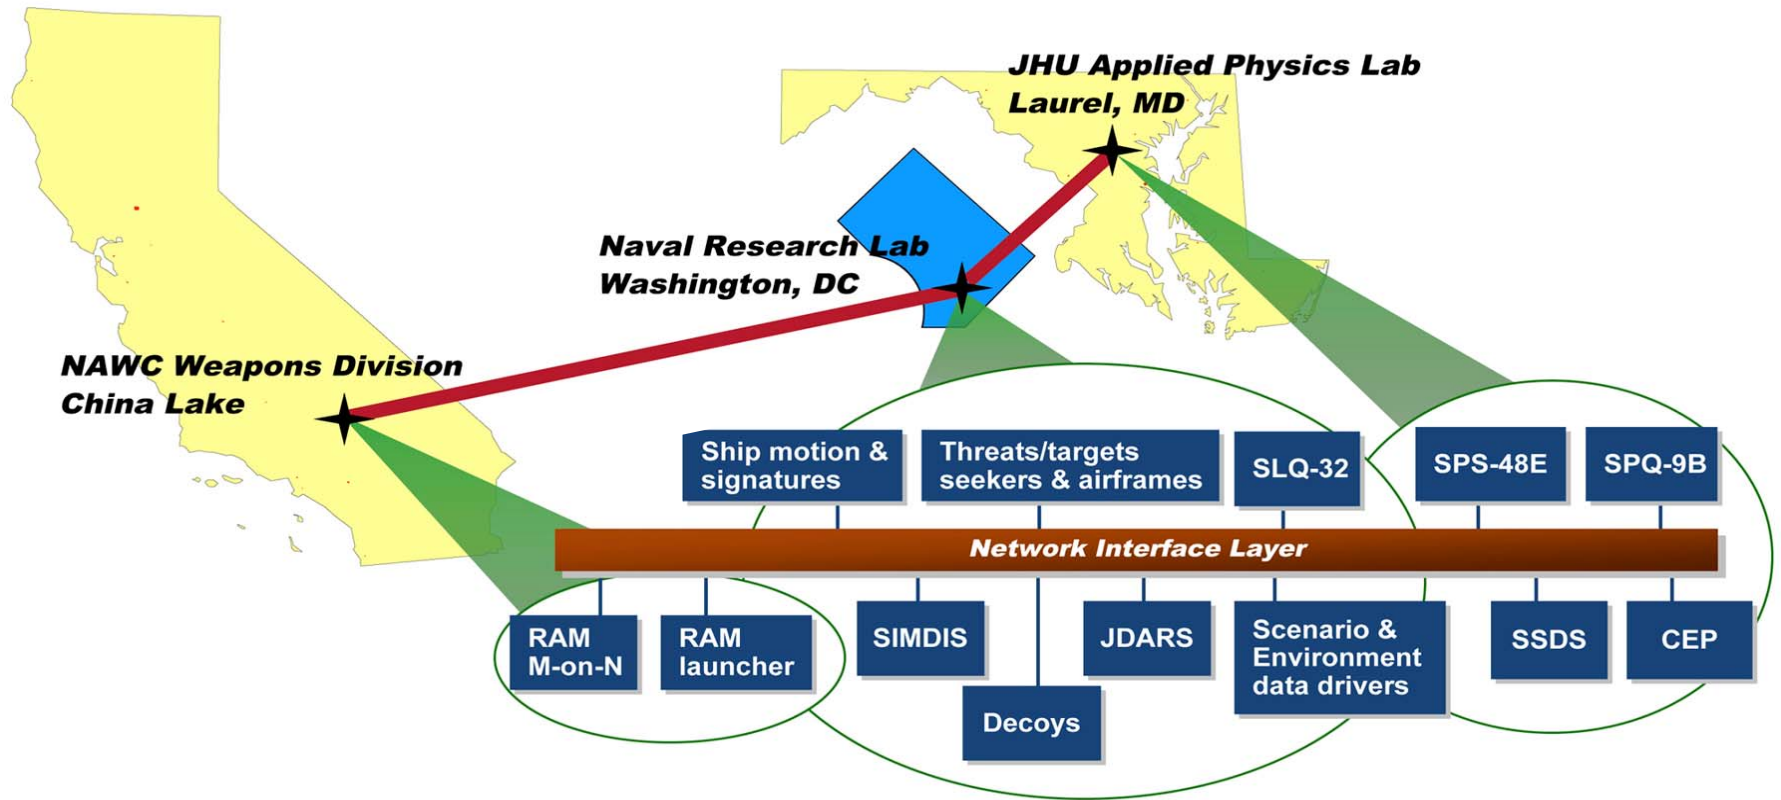 JHU Applied Physics Lab
Laurel, MD
Naval Research Lab
Washington, DC
NAWC Weapons Division
China Lake
Ship motion &
signatures
Threats/targets
seekers & airframes
SLQ-32
SPS-48E
SPQ-9B
Network Interface Layer
RAM
M-on-N
RAM
launcher
SIMDIS
Decoys
JDARS
Scenario &
Environment
data drivers
SSDS
CEP